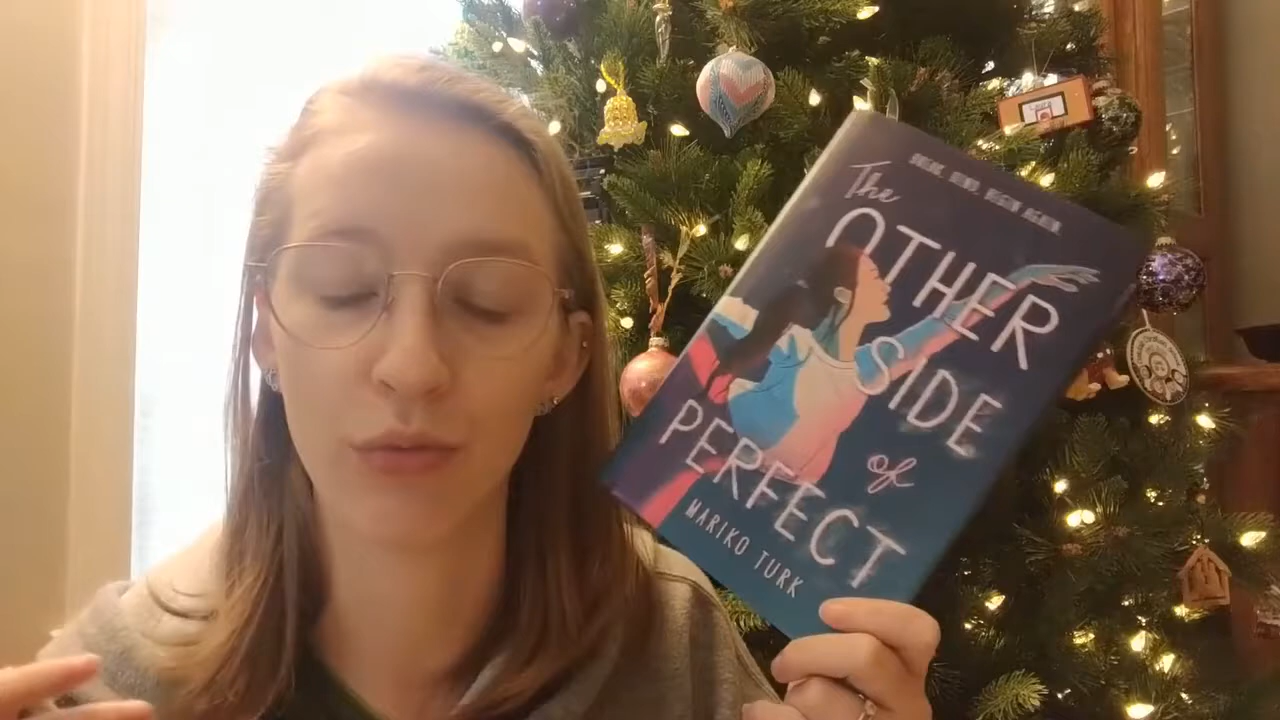 The
OTHER
SIDE
of
PERFECT
MARIKO TURK